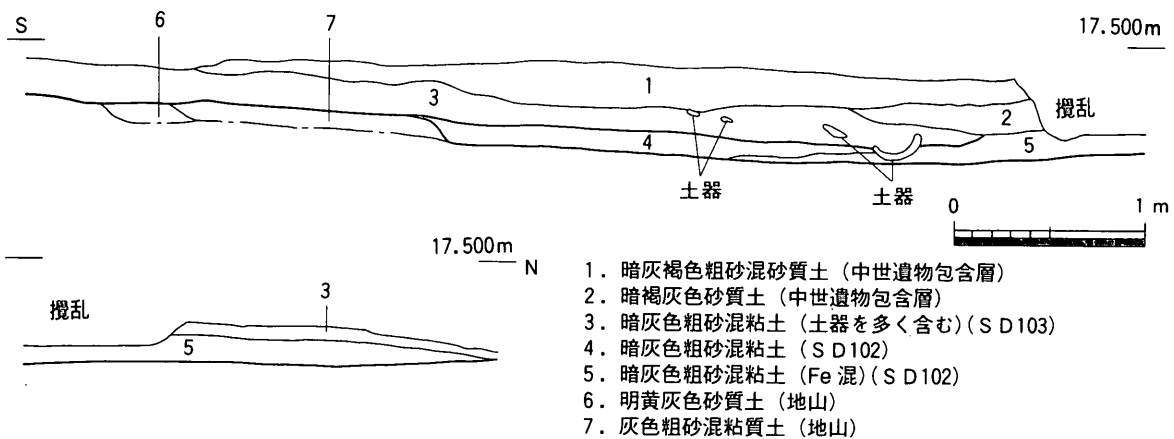 S 6 7 17.500m
1
3
2 攪乱
4 5
土器 土器
0 1 m
17.500m N
攪乱 3
5
1. 暗灰褐色粗砂混砂質土(中世遺物包含層)
2. 暗褐灰色砂質土(中世遺物包含層)
3. 暗灰色粗砂混粘土(土器を多く含む)(SD103)
4. 暗灰色粗砂混粘土(SD102)
5. 暗灰色粗砂混粘土(Fe混)(SD102)
6. 明黄灰色砂質土(地山)
7. 灰色粗砂混粘質土(地山)